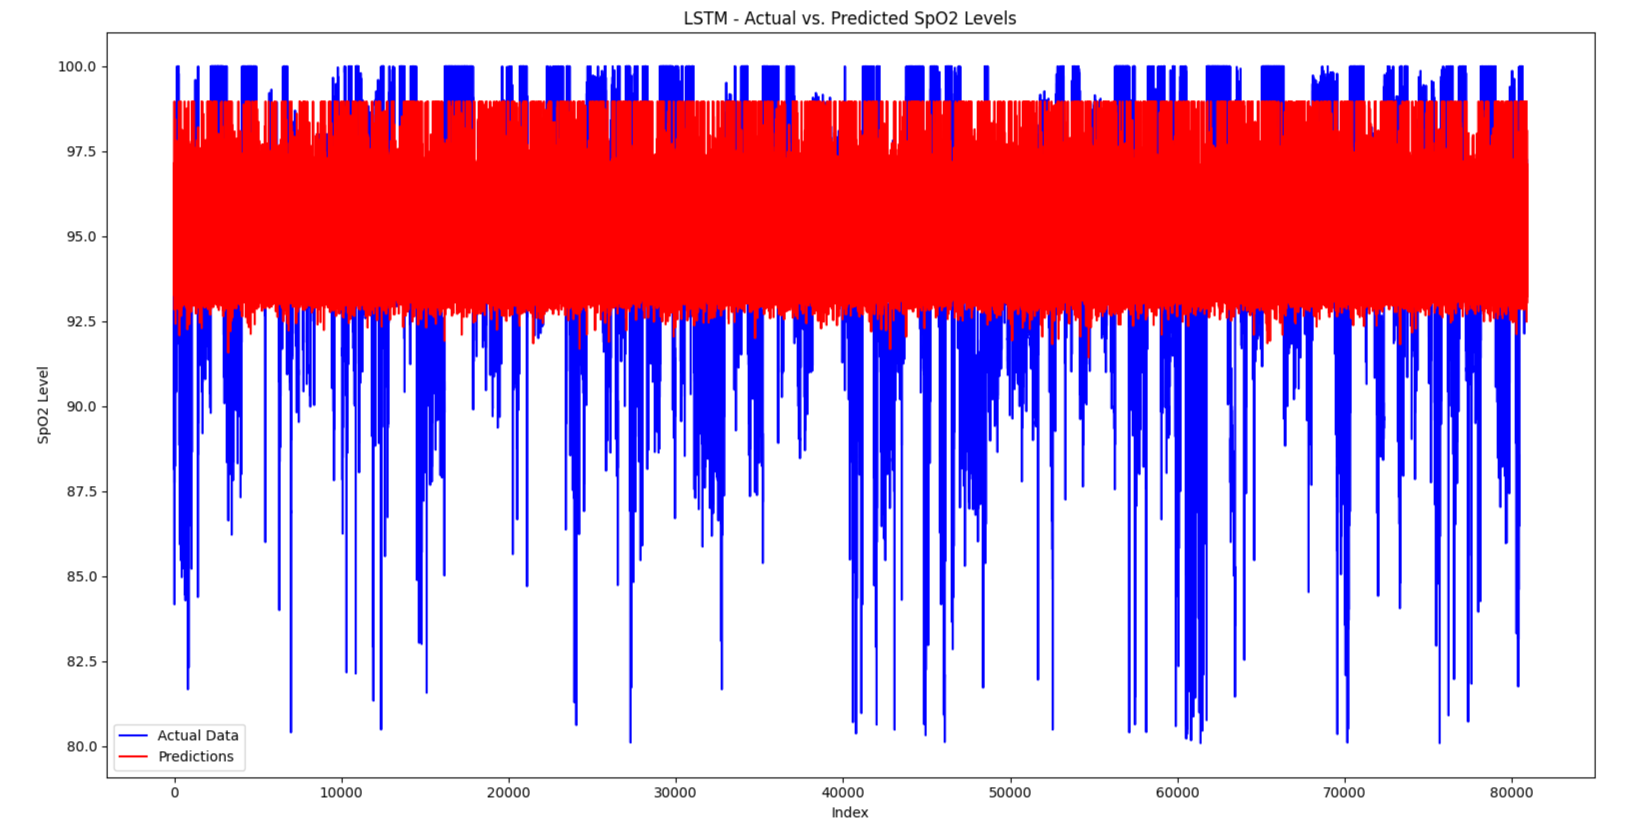 LSTM - Actual vs. Predicted SpO2 Levels
100.0
97.5
95.0
92.5
90.0
87.5
85.0
82.5
80.0
SpO2 Level
Actual Data
Predictions
0 10000 20000 30000 40000 50000 60000 70000 80000
Index